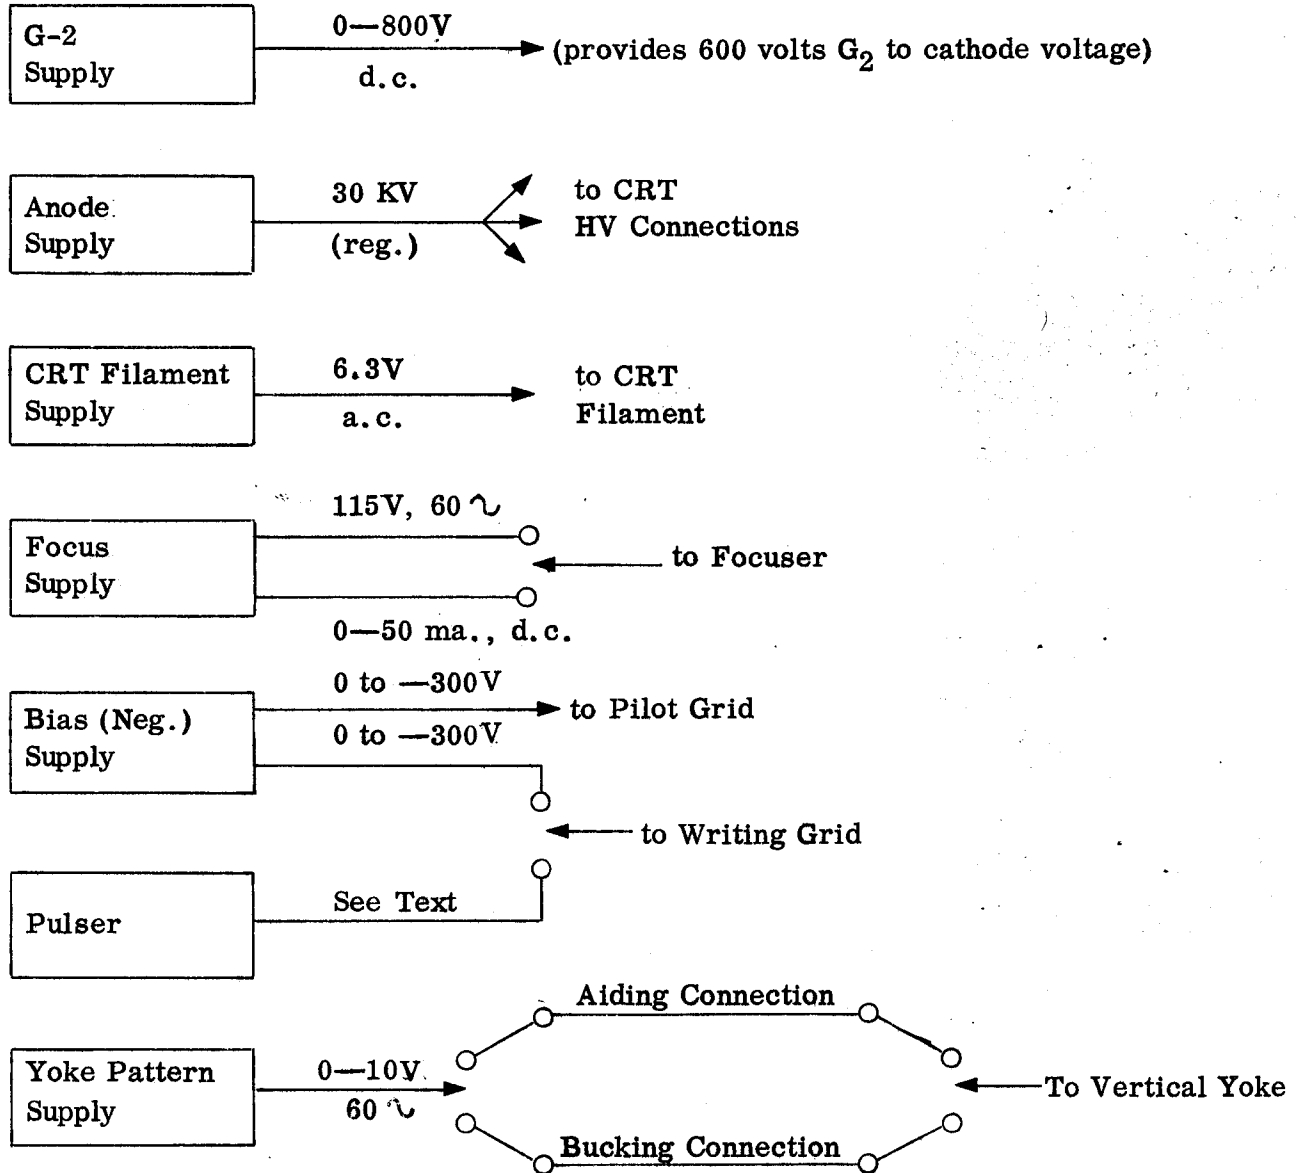 G-2
Supply
0—800V
d.c.
(provides 600 volts G2 to cathode voltage)
Anode
Supply
30 KV
(reg.)
to CRT
HV Connections
CRT Filament
Supply
6.3V
a.c.
to CRT
Filament
Focus
Supply
115V, 60 ∿
to Focuser
0—50 ma., d.c.
Bias (Neg.)
Supply
0 to —300V
to Pilot Grid
0 to —300V
to Writing Grid
Pulser
See Text
Aiding Connection
Yoke Pattern
Supply
0—10V
60 ∿
To Vertical Yoke
Bucking Connection